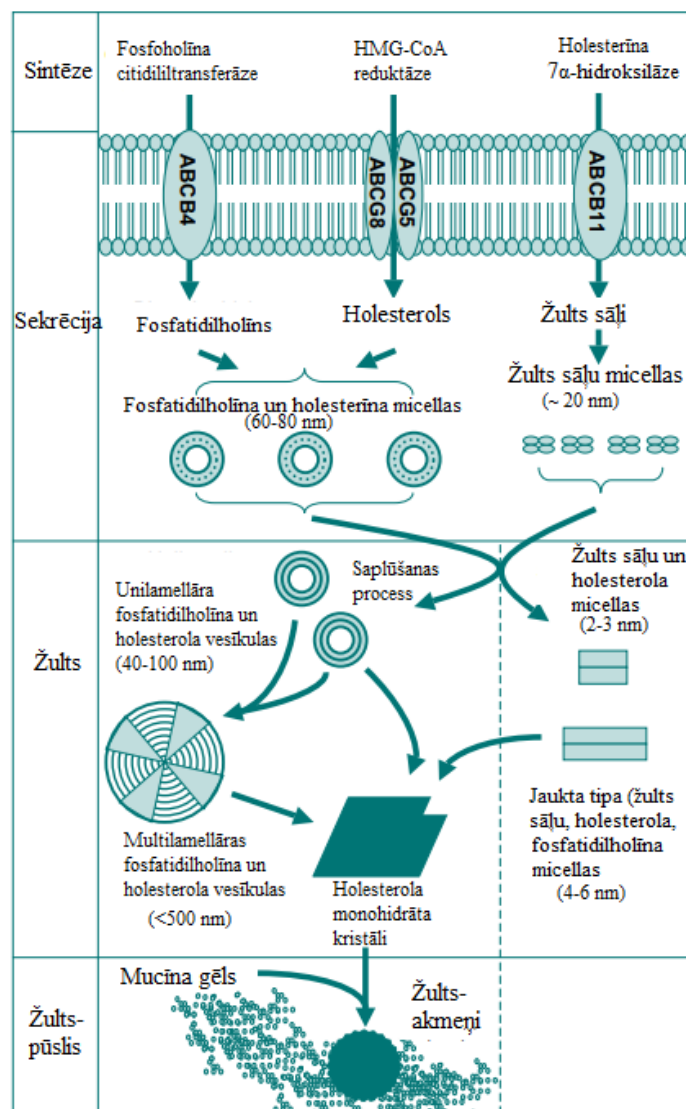 Sintēze
Fosfoholīna
citidililtransferāze
HMG-CoA
reduktāze
Holesterīna
7α-hidroksilāze
ABCB4
ABCG8
ABCG5
ABCB11
Sekrēcija
Fosfatidilholīns
Holesterols
Žults sāļi
Žults sāļu micellas
(~ 20 nm)
Fosfatidilholīna un holesterīna micellas
(60-80 nm)
Žults
Unilamellāra
fosfatidilholīna un
holesterola vesīkulas
(40-100 nm)
Saplūšanas
process
Žults sāļu un
holesterola
micellas
(2-3 nm)
Multilamellāras
fosfatidilholīna un
holesterola vesīkulas
(<500 nm)
Holesterola
monohidrāta
kristāli
Jaukta tipa (žults
sāļu, holesterola,
fosfatidilholīna
micellas
(4-6 nm)
Žults-
pūslis
Mucīna gēls
Žults-
akmeņi